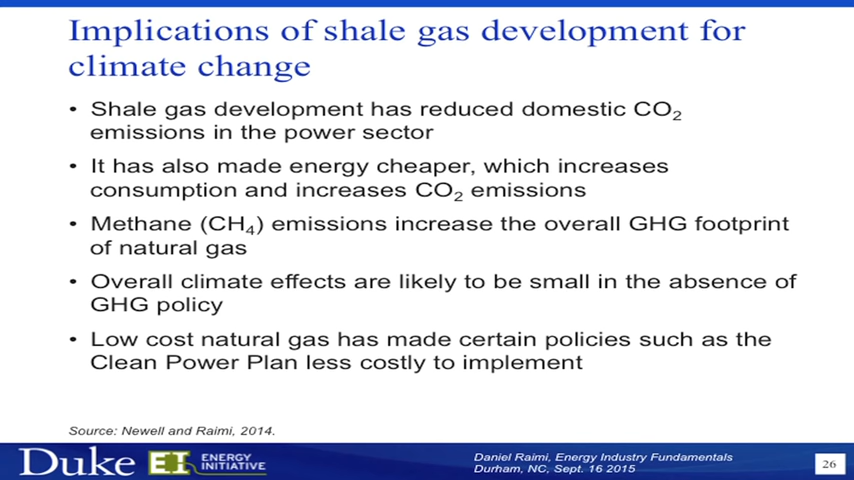 Implications of shale gas development for
climate change
• Shale gas development has reduced domestic CO₂
emissions in the power sector
• It has also made energy cheaper, which increases
consumption and increases CO₂ emissions
• Methane (CH₄) emissions increase the overall GHG footprint
of natural gas
• Overall climate effects are likely to be small in the absence of
GHG policy
• Low cost natural gas has made certain policies such as the
Clean Power Plan less costly to implement
Source: Newell and Raimi, 2014.
Duke EI ENERGY
INITIATIVE
Daniel Raimi, Energy Industry Fundamentals
Durham, NC, Sept. 16 2015
26